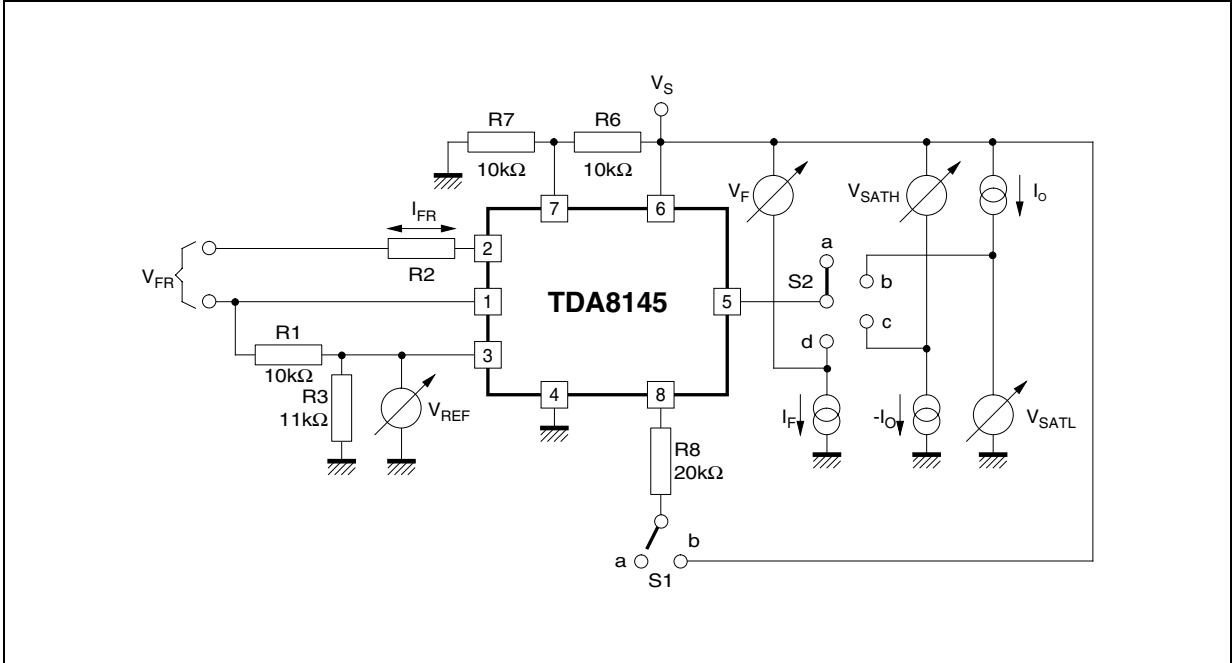 V_S
R7
R6
10kΩ
10kΩ
V_F
V_SATH
I_O
7
6
I_FR
2
R2
a
S2
b
V_FR
1
TDA8145
5
c
R1
d
10kΩ
3
R3
11kΩ
V_REF
4
8
I_F
-I_O
V_SATL
R8
20kΩ
b
a
S1